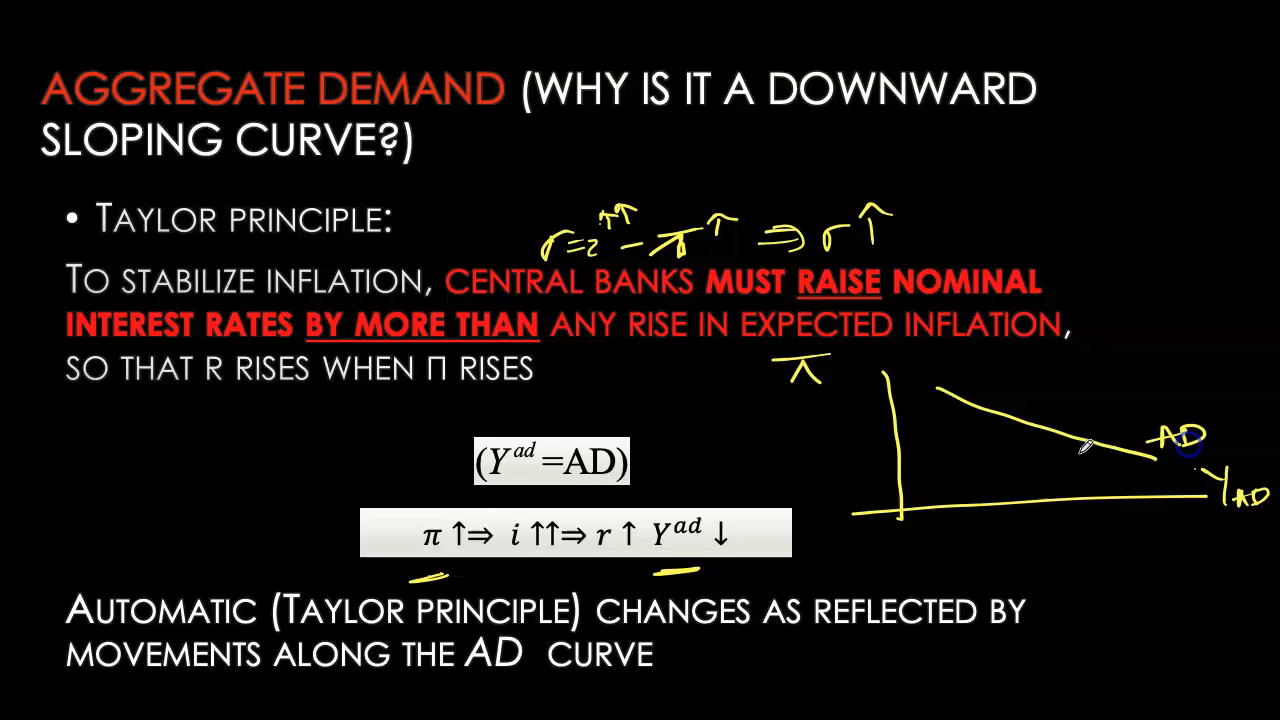 AGGREGATE DEMAND (WHY IS IT A DOWNWARD
SLOPING CURVE?)
• TAYLOR PRINCIPLE:
r=i↑↑ − π↑ ⇒ r↑
TO STABILIZE INFLATION, CENTRAL BANKS MUST RAISE NOMINAL
INTEREST RATES BY MORE THAN ANY RISE IN EXPECTED INFLATION,
SO THAT R RISES WHEN Π RISES
π
AD
Y AD
(Y^ad =AD)
π ↑⇒ i ↑↑⇒ r ↑ Y^ad ↓
AUTOMATIC (TAYLOR PRINCIPLE) CHANGES AS REFLECTED BY
MOVEMENTS ALONG THE AD CURVE